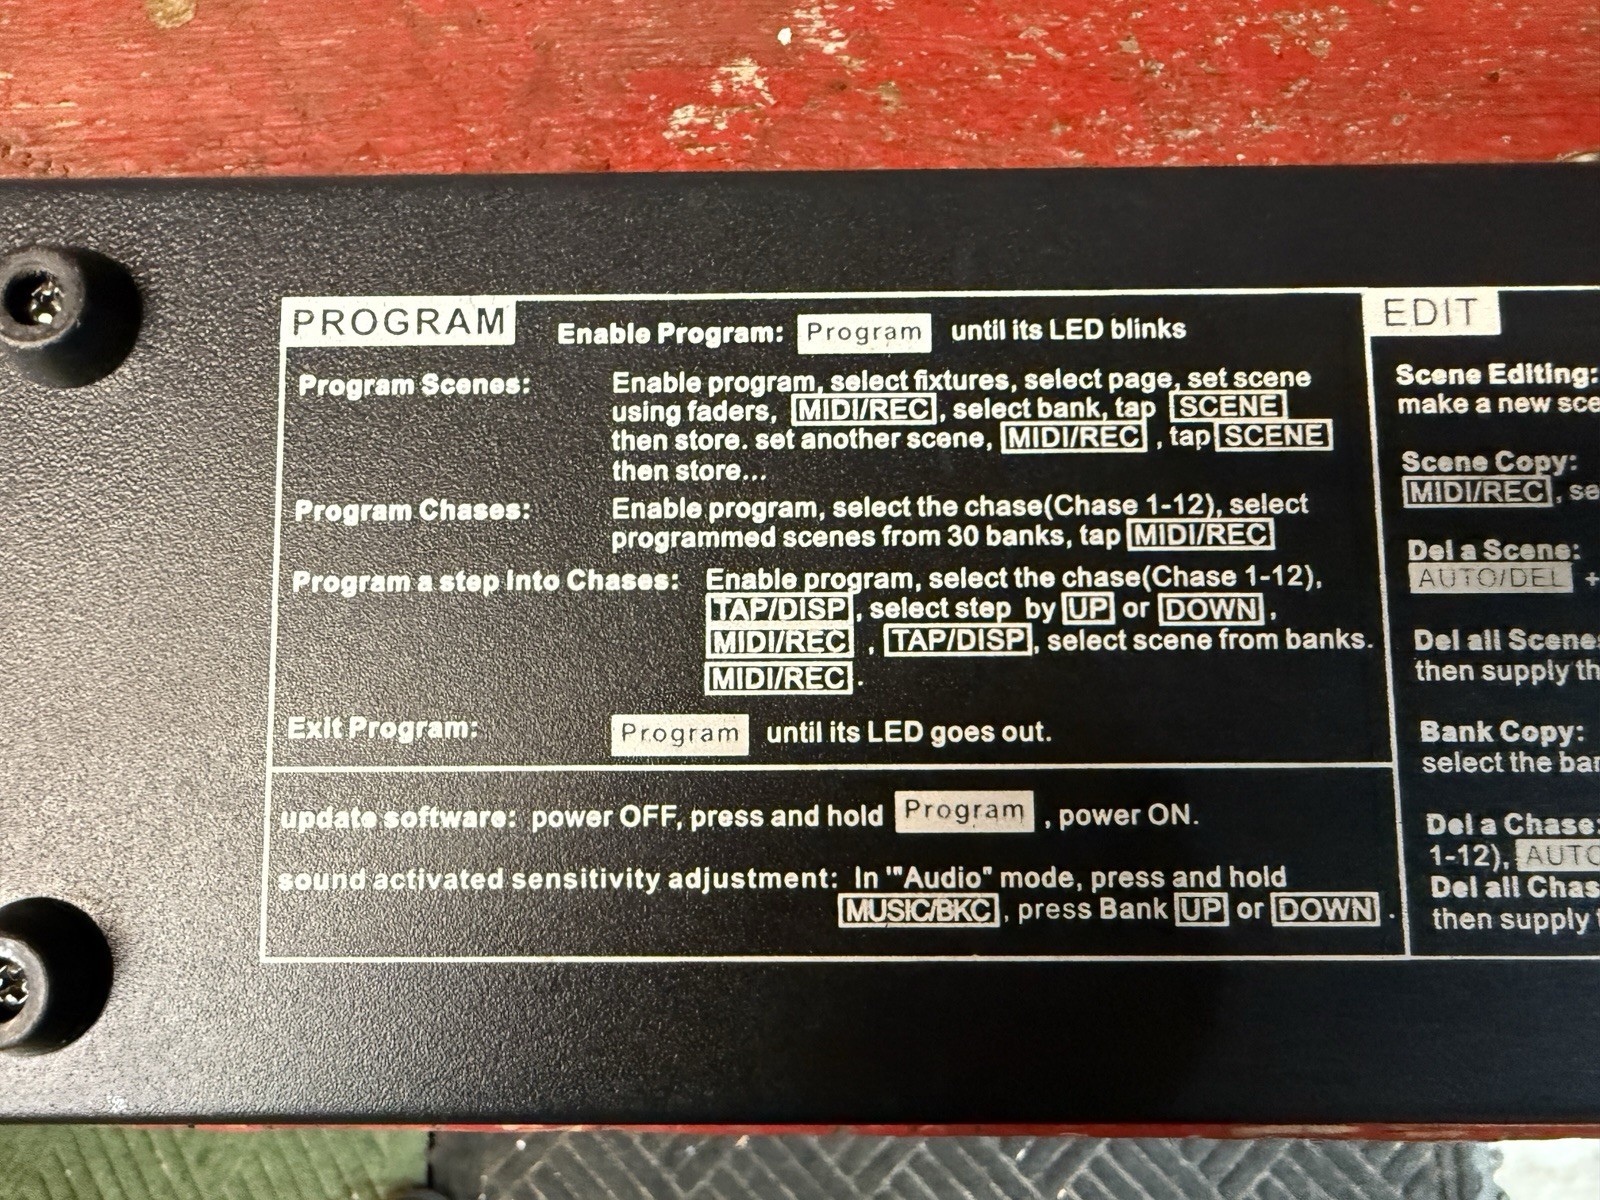 PROGRAM
Enable Program: Program until its LED blinks
Program Scenes: Enable program, select fixtures, select page, set scene
using faders, MIDI/REC, select bank, tap SCENE
then store. set another scene, MIDI/REC , tap SCENE
then store...
Program Chases: Enable program, select the chase(Chase 1-12), select
programmed scenes from 30 banks, tap MIDI/REC
Program a step into Chases: Enable program, select the chase(Chase 1-12),
TAP/DISP, select step by UP or DOWN,
MIDI/REC , TAP/DISP, select scene from banks.
MIDI/REC.
Exit Program: Program until its LED goes out.
update software: power OFF, press and hold Program , power ON.
sound activated sensitivity adjustment: In '"Audio" mode, press and hold
MUSIC/BKC, press Bank UP or DOWN .
EDIT
Scene Editing:
make a new
Scene Copy:
MIDI/REC,
Del a Scene:
AUTO/DEL +
Del all
then supply
Bank Copy:
select the
Del a Chase:
1-12),
Del all
then supply